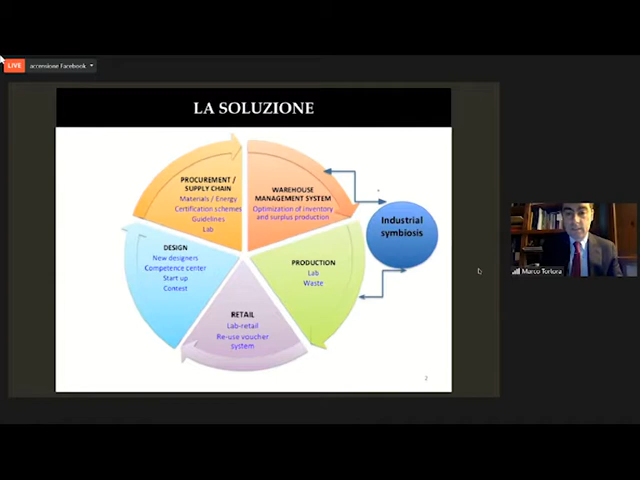 LIVE
accensione Facebook
LA SOLUZIONE
PROCUREMENT /
SUPPLY CHAIN
Materials / Energy
Certification schemes
Guidelines
Lab
WAREHOUSE
MANAGEMENT SYSTEM
Optimization of inventory
and surplus production
Industrial
symbiosis
DESIGN
New designers
Competence center
Start up
Contest
PRODUCTION
Lab
Waste
RETAIL
Lab-retail
Re-use voucher
system
2
Marco Tortora